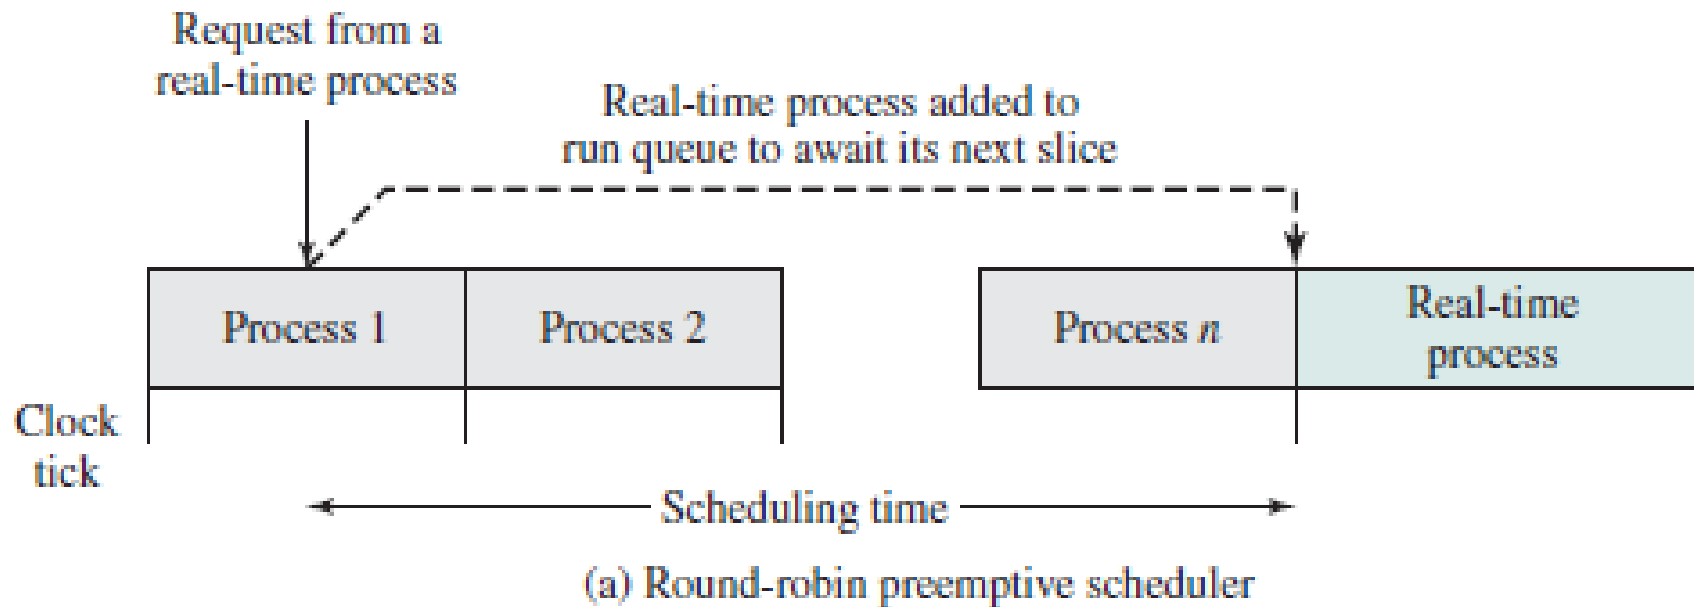 Request from a
real-time process
Real-time process added to
run queue to await its next slice
Process 1
Process 2
Process n
Real-time
process
Clock
tick
Scheduling time
(a) Round-robin preemptive scheduler